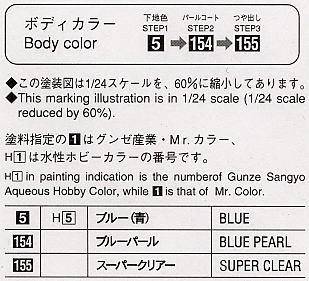 ボディカラー
Body color
下地色 パールコート つや出し
STEP1 STEP2 STEP3
5 ➡ 154 ➡ 155
◆この塗装図は1/24スケールを、60%に縮小してあります。
◆This marking illustration is in 1/24 scale (1/24 scale
reduced by 60%).
塗料指定の1はグンゼ産業・Mr.カラー、
H1は水性ホビーカラーの番号です。
H1 in painting indication is the numberof Gunze Sangyo
Aqueous Hobby Color, while 1 is that of Mr. Color.
5 H5 ブルー(青) BLUE
154 ブルーパール BLUE PEARL
155 スーパークリアー SUPER CLEAR